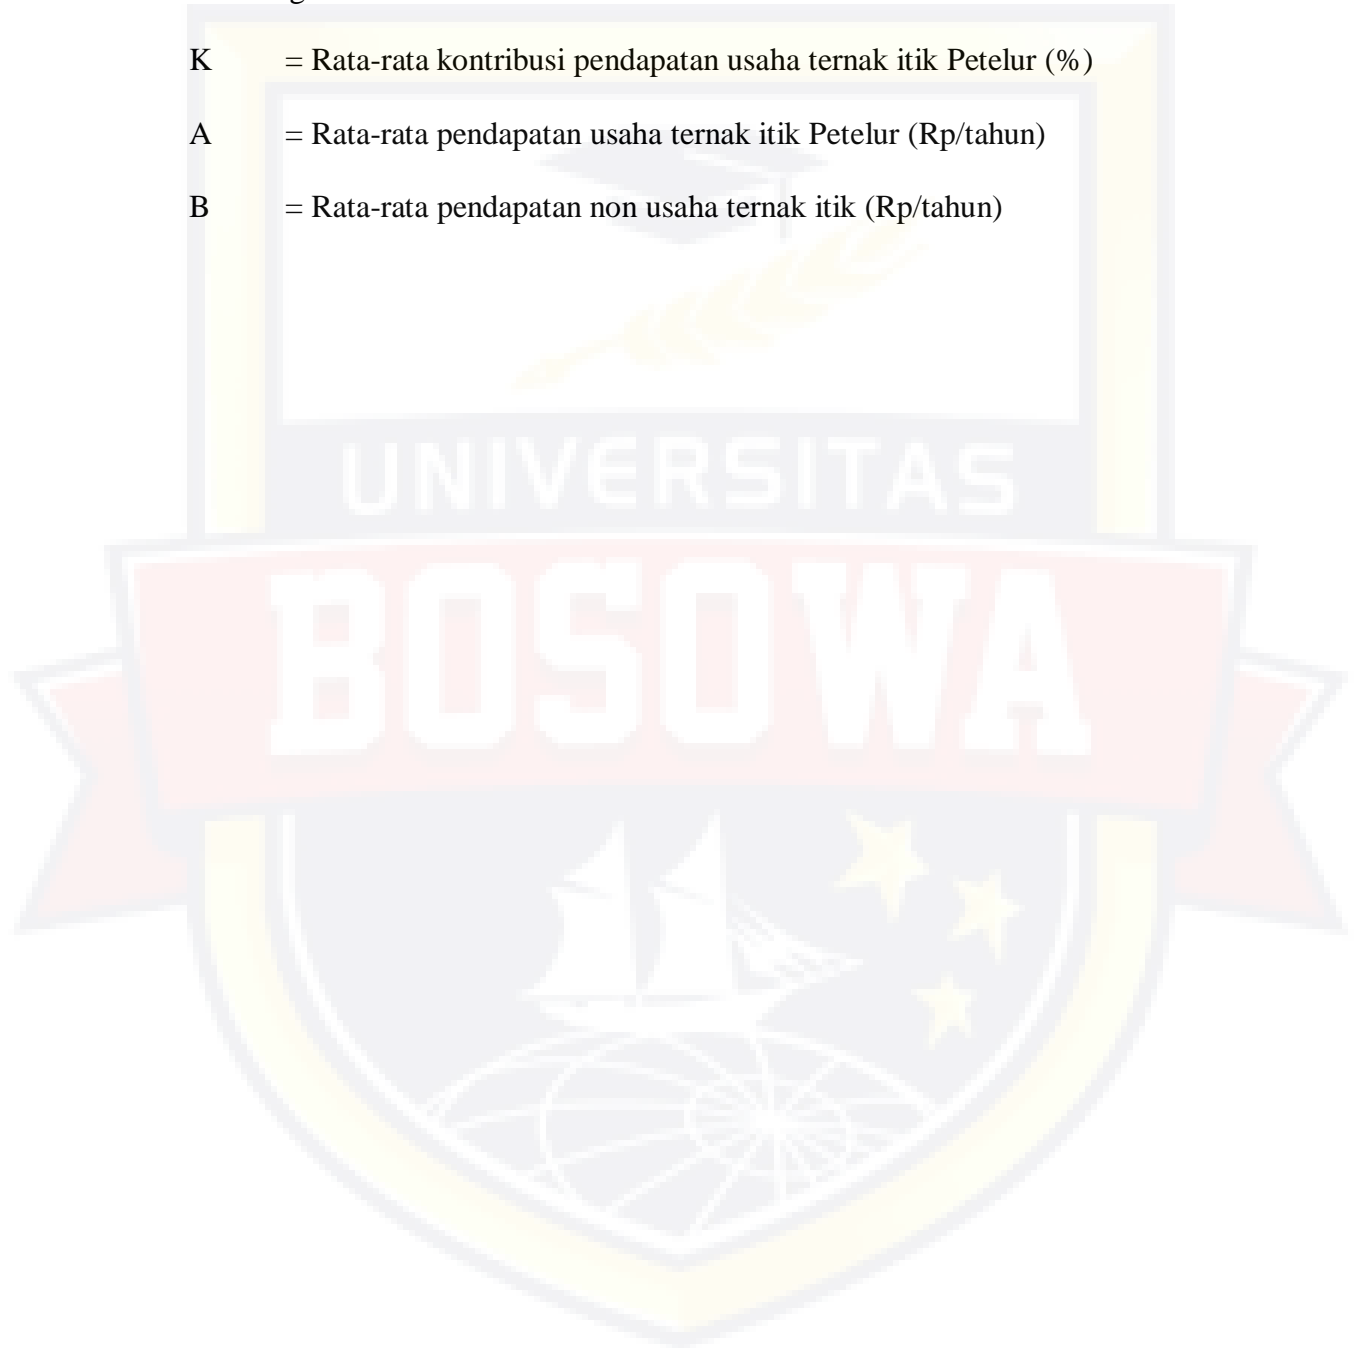 K = Rata-rata kontribusi pendapatan usaha ternak itik Petelur (%)
A = Rata-rata pendapatan usaha ternak itik Petelur (Rp/tahun)
B = Rata-rata pendapatan non usaha ternak itik (Rp/tahun)
UNIVERSITAS
BOSOWA